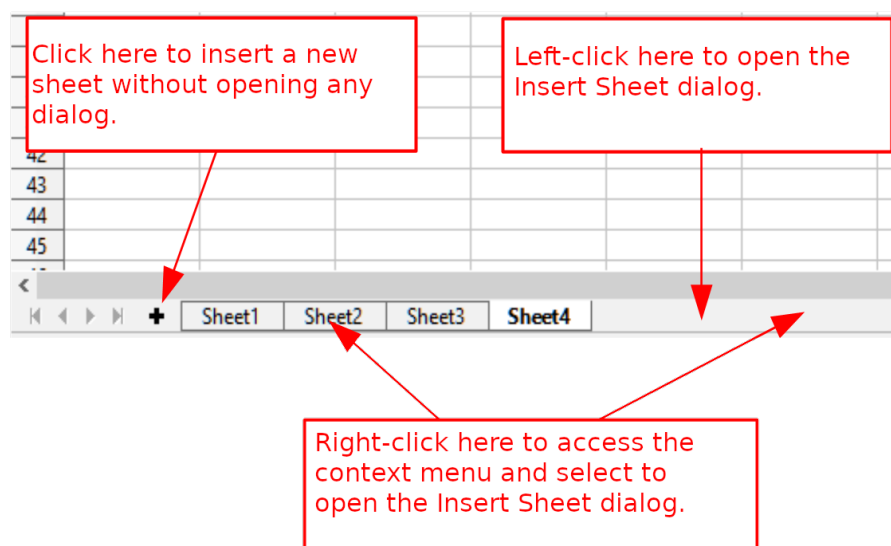 Click here to insert a new
sheet without opening any
dialog.
Left-click here to open the
Insert Sheet dialog.
42
43
44
45
Sheet1 Sheet2 Sheet3 Sheet4
Right-click here to access the
context menu and select to
open the Insert Sheet dialog.